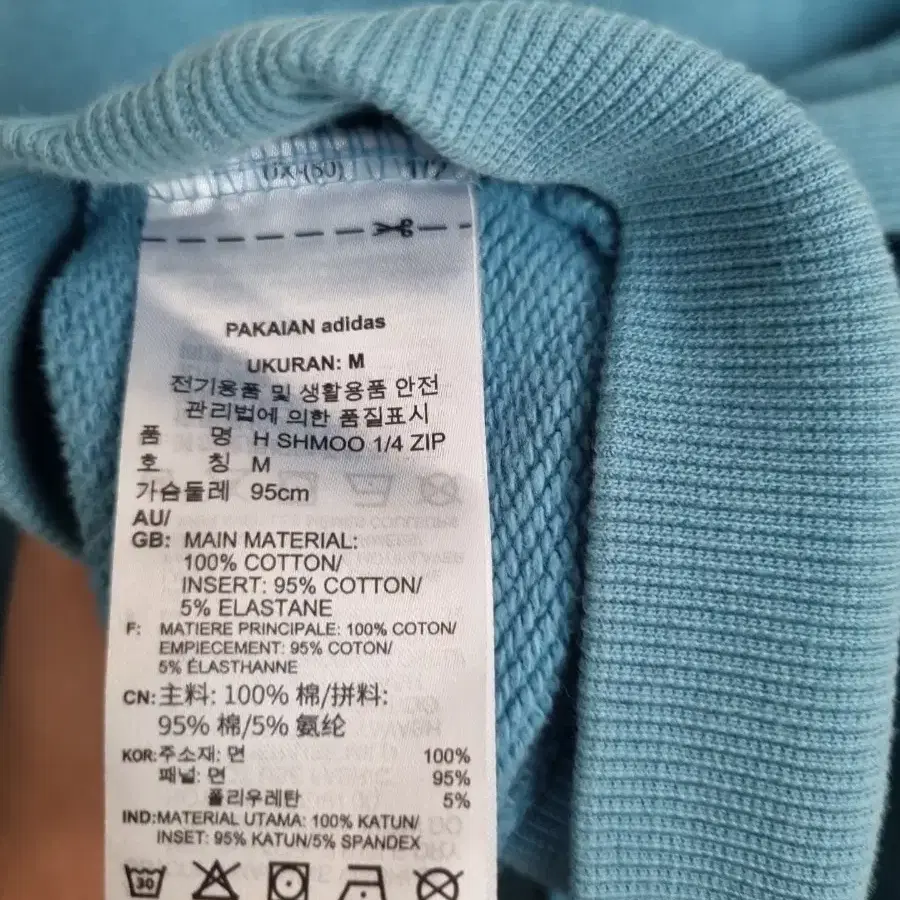 1/2
PAKAIAN adidas
UKURAN: M
전기용품 및 생활용품 안전
관리법에 의한 품질표시
품 명 H SHMOO 1/4 ZIP
호 칭 M
가슴둘레 95cm
AU/
GB: MAIN MATERIAL:
100% COTTON/
INSERT: 95% COTTON/
5% ELASTANE
F: MATIERE PRINCIPALE: 100% COTON/
EMPIECEMENT: 95% COTON/
5% ÉLASTHANNE
CN: 主料: 100% 棉/拼料:
95% 棉/5% 氨纶
KOR: 주소재: 면 100%
패널: 면 95%
폴리우레탄 5%
IND: MATERIAL UTAMA: 100% KATUN/
INSET: 95% KATUN/5% SPANDEX
30